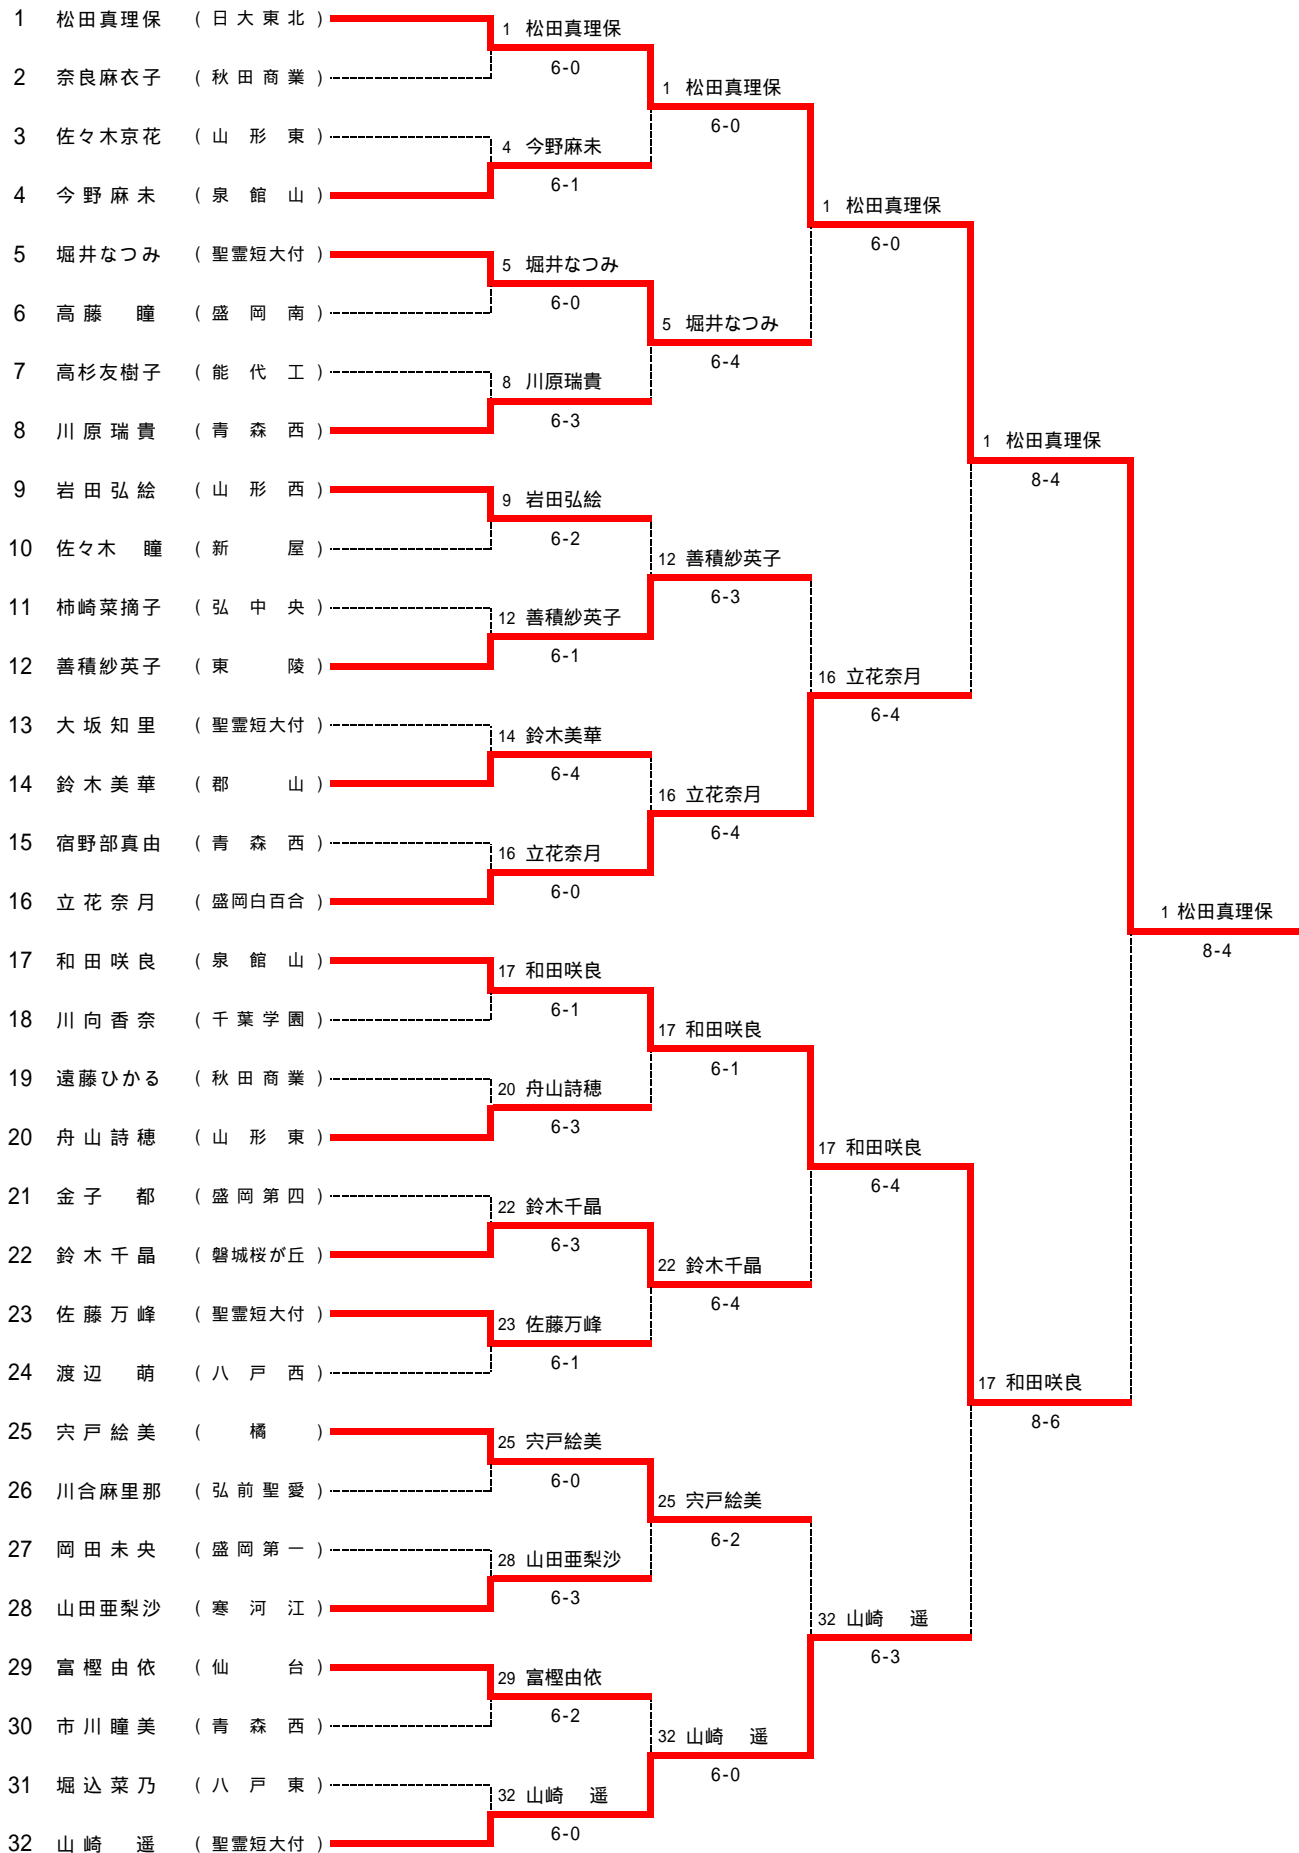 1 松田真理保 (日大東北)
2 奈良麻衣子 (秋田商業)
3 佐々木京花 (山形東)
4 今野麻未 (泉館山)
5 堀井なつみ (聖霊短大付)
6 高藤 瞳 (盛岡南)
7 高杉友樹子 (能代工)
8 川原瑞貴 (青森西)
9 岩田弘絵 (山形西)
10 佐々木 瞳 (新屋)
11 柿崎菜摘子 (弘中央)
12 善積紗英子 (東陵)
13 大坂知里 (聖霊短大付)
14 鈴木美華 (郡山)
15 宿野部真由 (青森西)
16 立花奈月 (盛岡白百合)
17 和田咲良 (泉館山)
18 川向香奈 (千葉学園)
19 遠藤ひかる (秋田商業)
20 舟山詩穂 (山形東)
21 金子 都 (盛岡第四)
22 鈴木千晶 (磐城桜が丘)
23 佐藤万峰 (聖霊短大付)
24 渡辺 萌 (八戸西)
25 宍戸絵美 (橘)
26 川合麻里那 (弘前聖愛)
27 岡田未央 (盛岡第一)
28 山田亜梨沙 (寒河江)
29 富樫由依 (仙台)
30 市川瞳美 (青森西)
31 堀込菜乃 (八戸東)
32 山崎 遥 (聖霊短大付)
1 松田真理保
6-0
4 今野麻未
6-1
5 堀井なつみ
6-0
8 川原瑞貴
6-3
9 岩田弘絵
6-2
12 善積紗英子
6-1
14 鈴木美華
6-4
16 立花奈月
6-0
17 和田咲良
6-1
20 舟山詩穂
6-3
22 鈴木千晶
6-3
23 佐藤万峰
6-1
25 宍戸絵美
6-0
28 山田亜梨沙
6-3
29 富樫由依
6-2
32 山崎 遥
6-0
1 松田真理保
6-0
5 堀井なつみ
6-4
12 善積紗英子
6-3
16 立花奈月
6-4
17 和田咲良
6-1
22 鈴木千晶
6-4
25 宍戸絵美
6-2
32 山崎 遥
6-0
1 松田真理保
6-0
16 立花奈月
6-4
17 和田咲良
6-4
32 山崎 遥
6-3
1 松田真理保
8-4
17 和田咲良
8-6
1 松田真理保
8-4